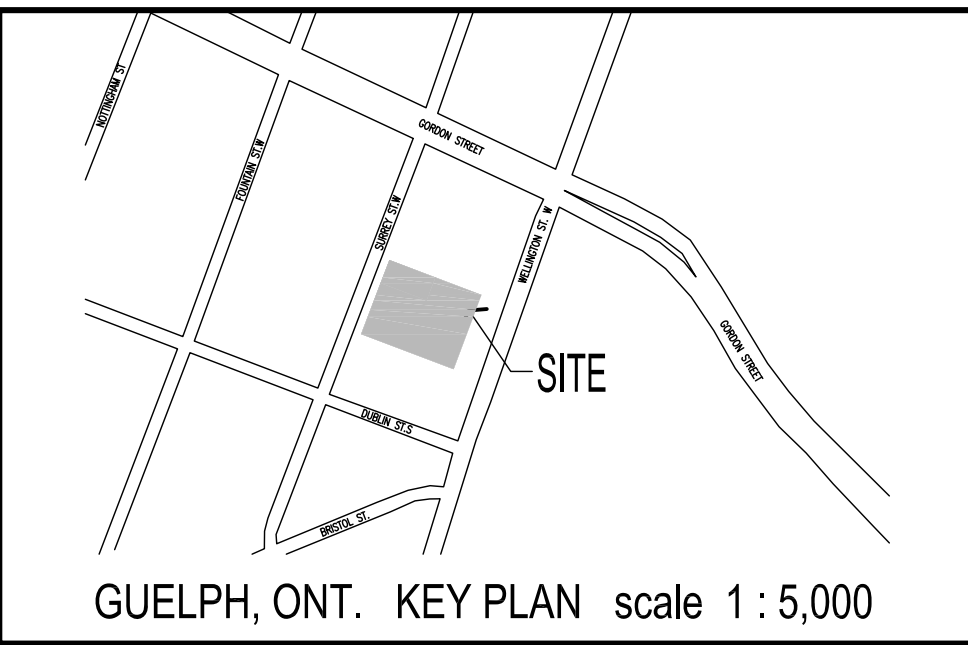 NOTTINGHAM ST
FOUNTAIN ST.W
SURREY ST.W
GORDON STREET
WELLINGTON ST. W
GORDON STREET
SITE
DUBLIN ST.S
BRISTOL ST.
GUELPH, ONT. KEY PLAN scale 1 : 5,000